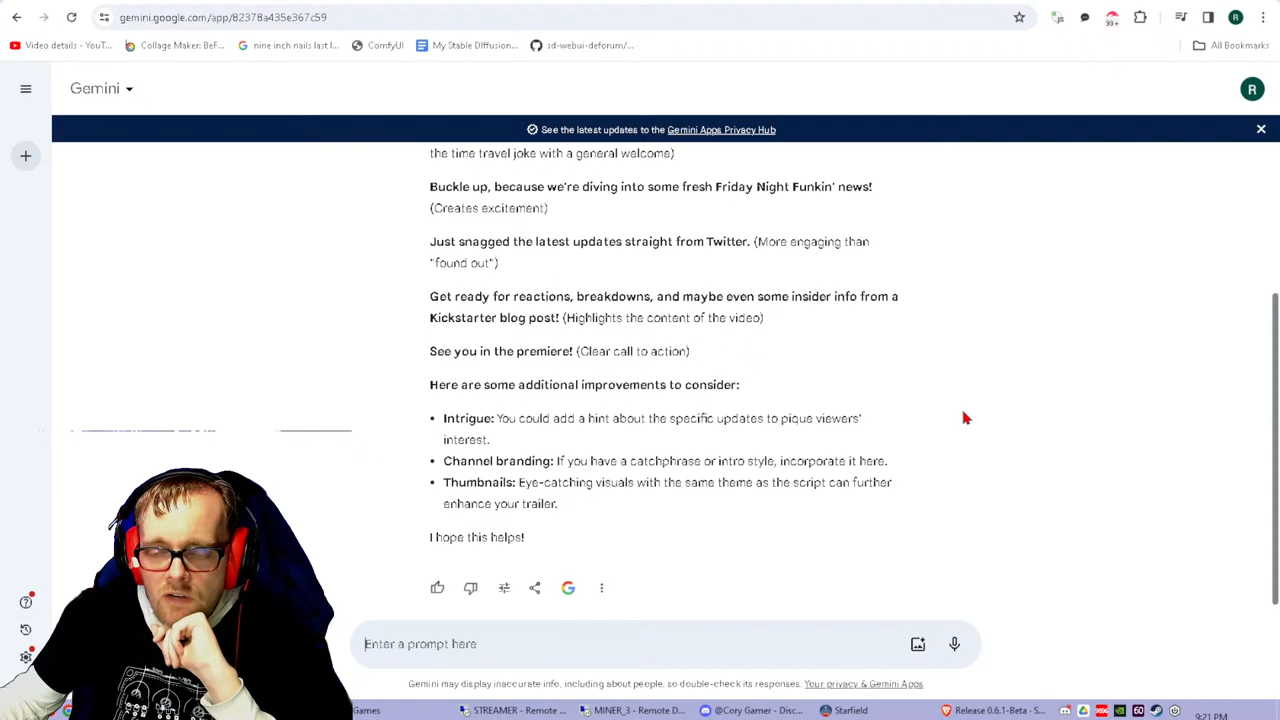 gemini.google.com/app/82378a435e367c59
99+
R
Video details - YouT...
Collage Maker: BeF...
nine inch nails last l...
ComfyUI
My Stable Diffusion...
sd-webui-deforum/...
All Bookmarks
Gemini
R
See the latest updates to the Gemini Apps Privacy Hub
the time travel joke with a general welcome)
Buckle up, because we're diving into some fresh Friday Night Funkin' news!
(Creates excitement)
Just snagged the latest updates straight from Twitter. (More engaging than
"found out")
Get ready for reactions, breakdowns, and maybe even some insider info from a
Kickstarter blog post! (Highlights the content of the video)
See you in the premiere! (Clear call to action)
Here are some additional improvements to consider:
• Intrigue: You could add a hint about the specific updates to pique viewers'
interest.
• Channel branding: If you have a catchphrase or intro style, incorporate it here.
• Thumbnails: Eye-catching visuals with the same theme as the script can further
enhance your trailer.
I hope this helps!
Enter a prompt here
Gemini may display inaccurate info, including about people, so double-check its responses. Your privacy & Gemini Apps
Games
STREAMER - Remote ...
MINER_3 - Remote D...
@Cory Gamer - Disc...
Starfield
Release 0.6.1-Beta - S...
60
9:21 PM